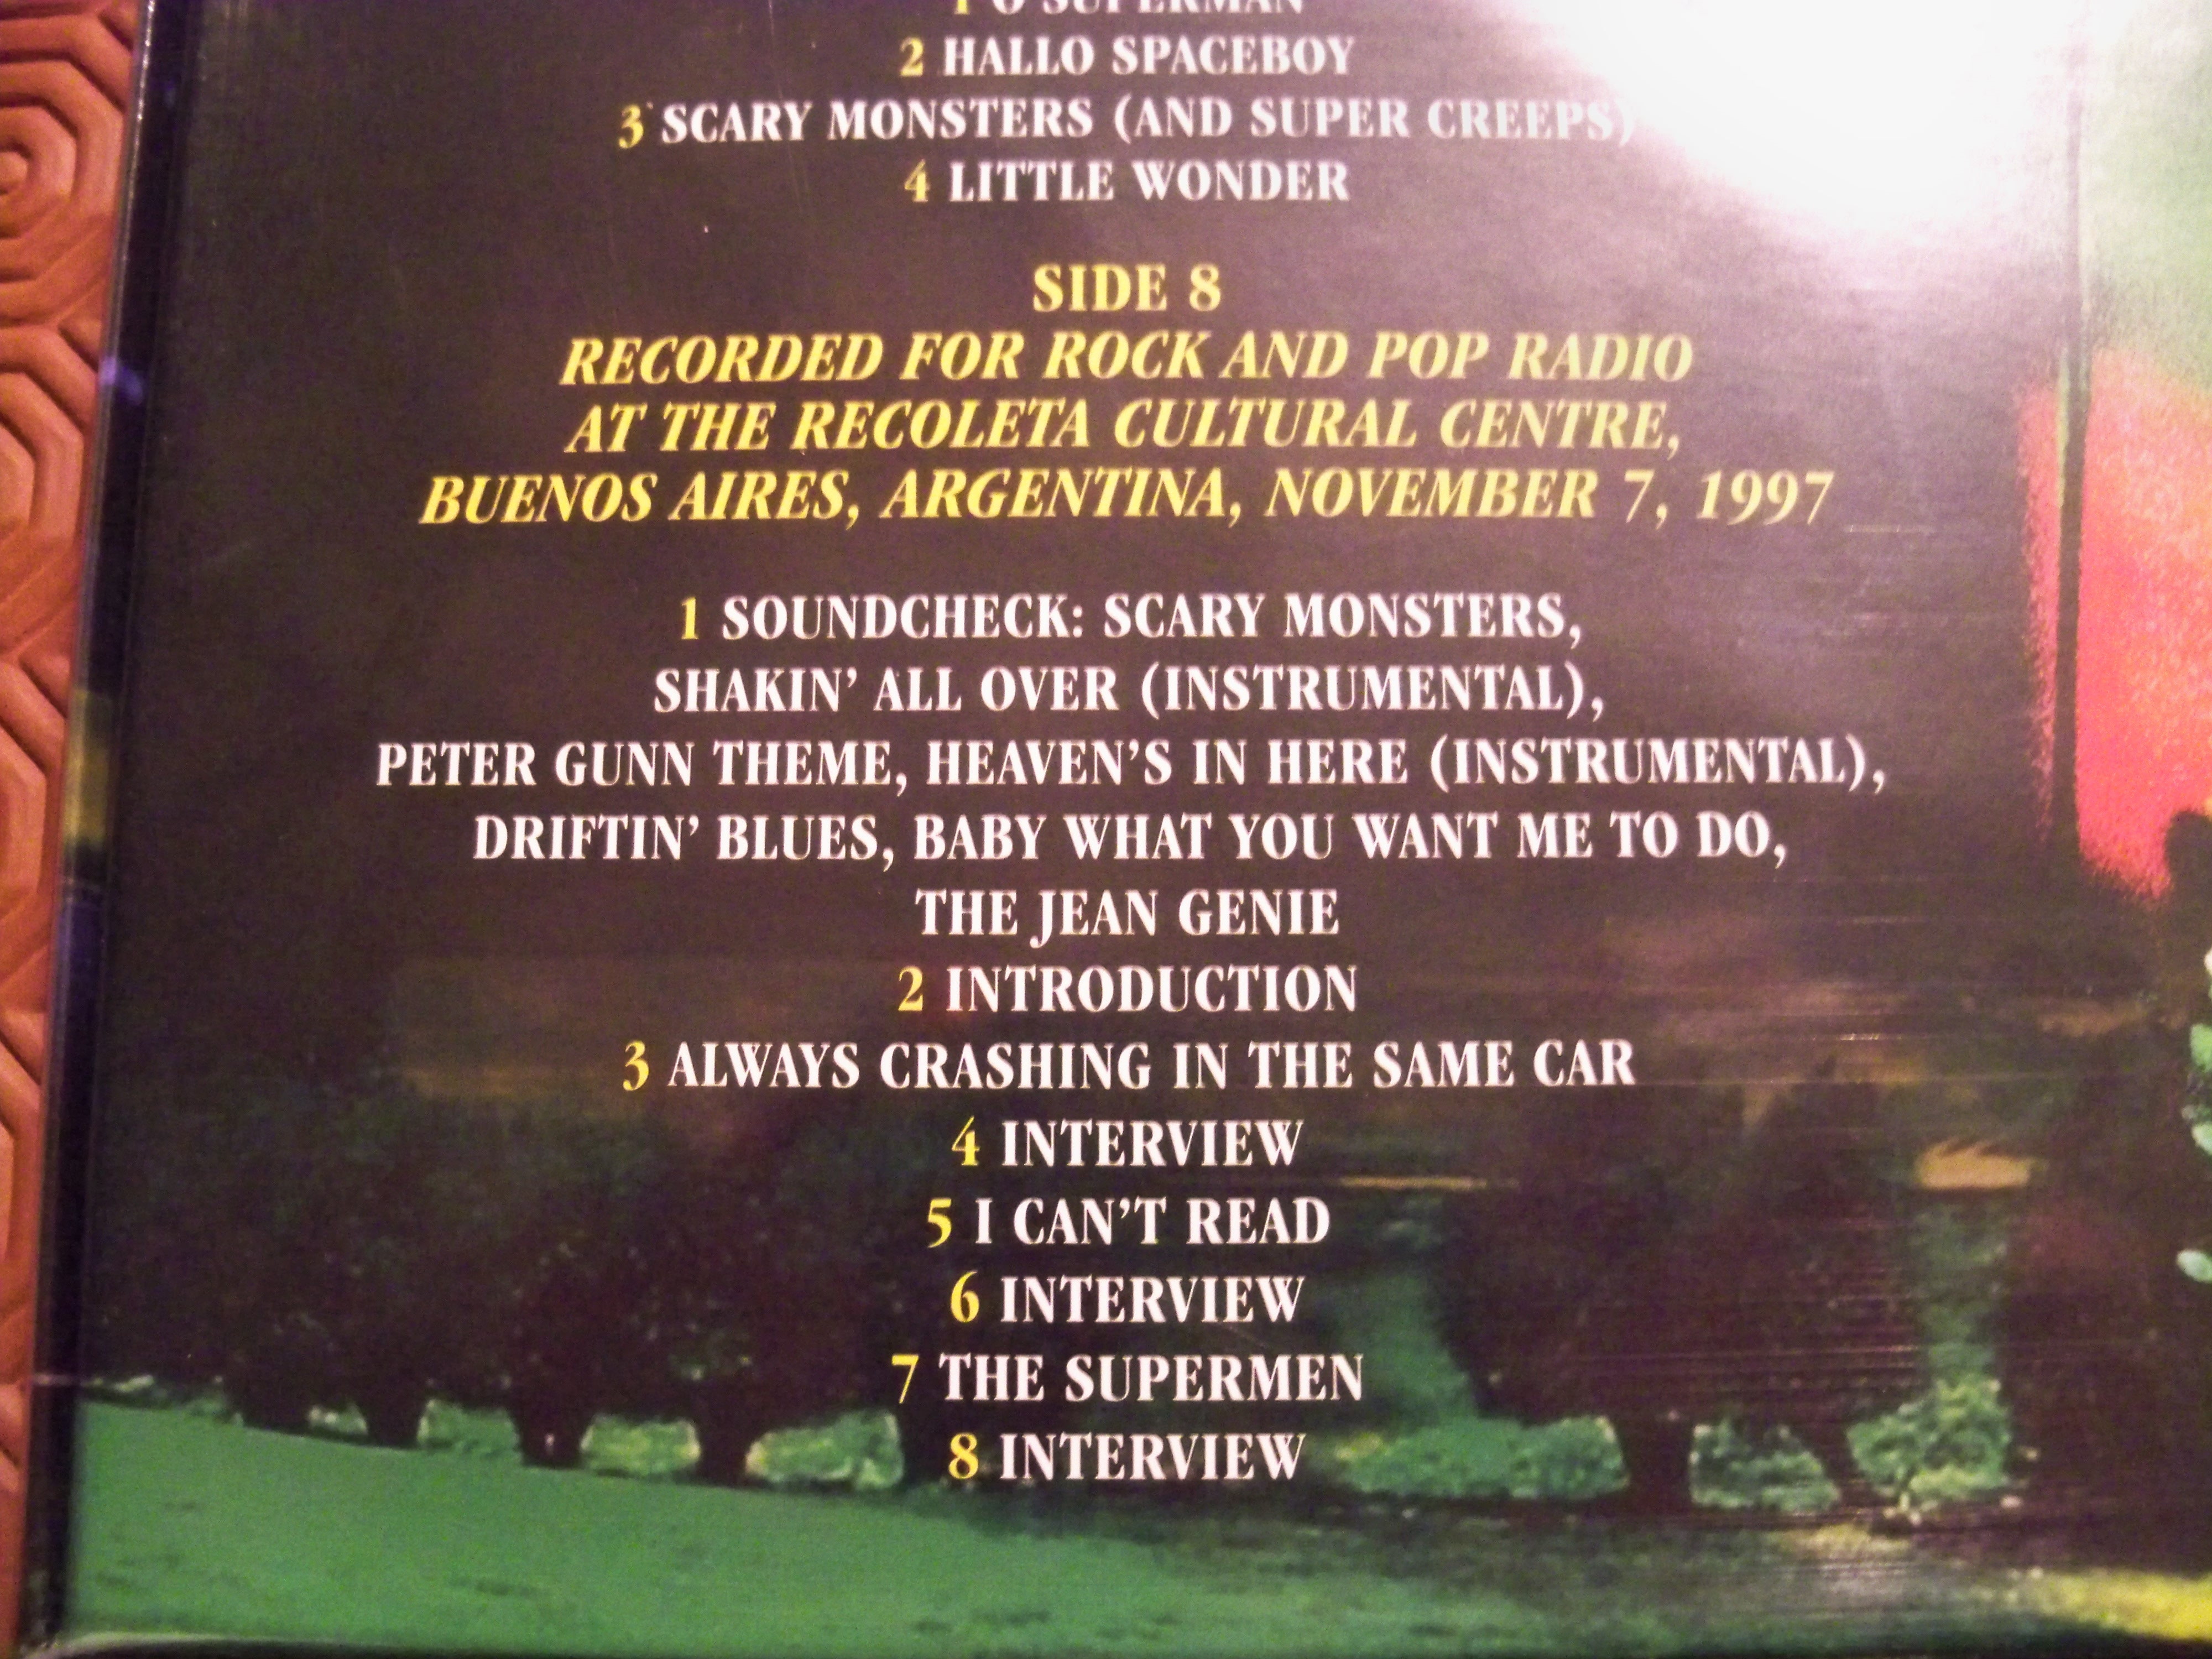 1 O SUPERMAN
2 HALLO SPACEBOY
3 SCARY MONSTERS (AND SUPER CREEPS)
4 LITTLE WONDER
SIDE 8
RECORDED FOR ROCK AND POP RADIO
AT THE RECOLETA CULTURAL CENTRE,
BUENOS AIRES, ARGENTINA, NOVEMBER 7, 1997
1 SOUNDCHECK: SCARY MONSTERS,
SHAKIN' ALL OVER (INSTRUMENTAL),
PETER GUNN THEME, HEAVEN'S IN HERE (INSTRUMENTAL),
DRIFTIN' BLUES, BABY WHAT YOU WANT ME TO DO,
THE JEAN GENIE
2 INTRODUCTION
3 ALWAYS CRASHING IN THE SAME CAR
4 INTERVIEW
5 I CAN'T READ
6 INTERVIEW
7 THE SUPERMEN
8 INTERVIEW